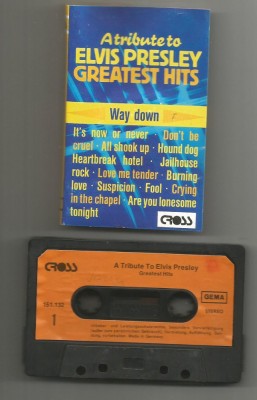 A tribute to
ELVIS PRESLEY
GREATEST HITS
Way down
It's now or never · Don't be
cruel · All shook up · Hound dog
Heartbreak hotel · Jailhouse
rock · Love me tender · Burning
love · Suspicion · Fool · Crying
in the chapel · Are you lonesome
tonight
CROSS
CROSS
A Tribute To Elvis Presley
Greatest Hits
1
GEMA
STEREO